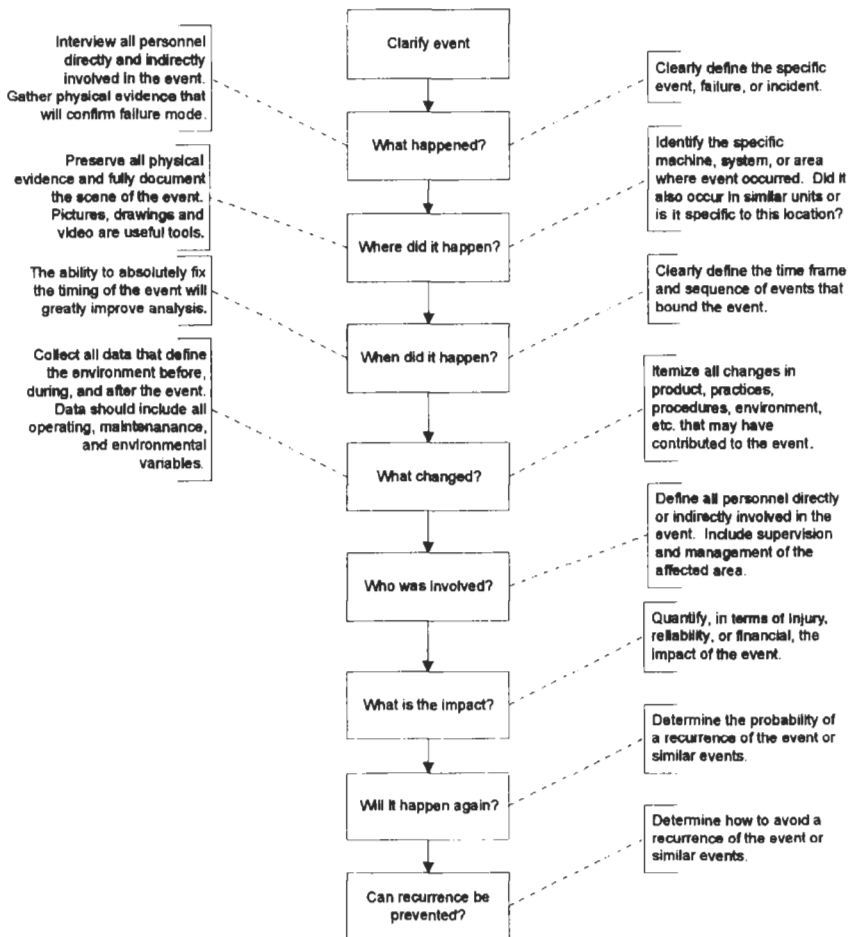 Clarify event
Interview all personnel
directly and indirectly
involved in the event.
Gather physical evidence that
will confirm failure mode.
What happened?
Clearly define the specific
event, failure, or incident.
Preserve all physical
evidence and fully document
the scene of the event.
Pictures, drawings and
video are useful tools.
Where did it happen?
Identify the specific
machine, system, or area
where event occurred. Did it
also occur in similar units or
is it specific to this location?
The ability to absolutely fix
the timing of the event will
greatly improve analysis.
When did it happen?
Clearly define the time frame
and sequence of events that
bound the event.
Collect all data that define
the environment before,
during, and after the event.
Data should include all
operating, maintenanance,
and environmental
variables.
What changed?
Itemize all changes in
product, practices,
procedures, environment,
etc. that may have
contributed to the event.
Who was involved?
Define all personnel directly
or indirectly involved in the
event. Include supervision
and management of the
affected area.
What is the impact?
Quantify, in terms of injury,
reliability, or financial, the
impact of the event.
Will it happen again?
Determine the probability of
a recurrence of the event or
similar events.
Can recurrence be
prevented?
Determine how to avoid a
recurrence of the event or
similar events.